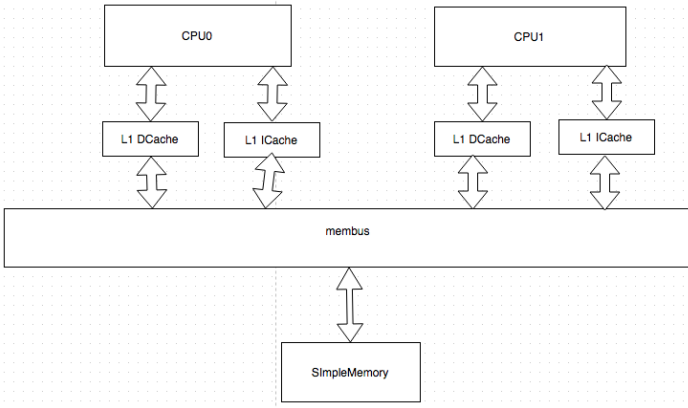 CPU0
CPU1
L1 DCache
L1 ICache
L1 DCache
L1 ICache
membus
SImpleMemory